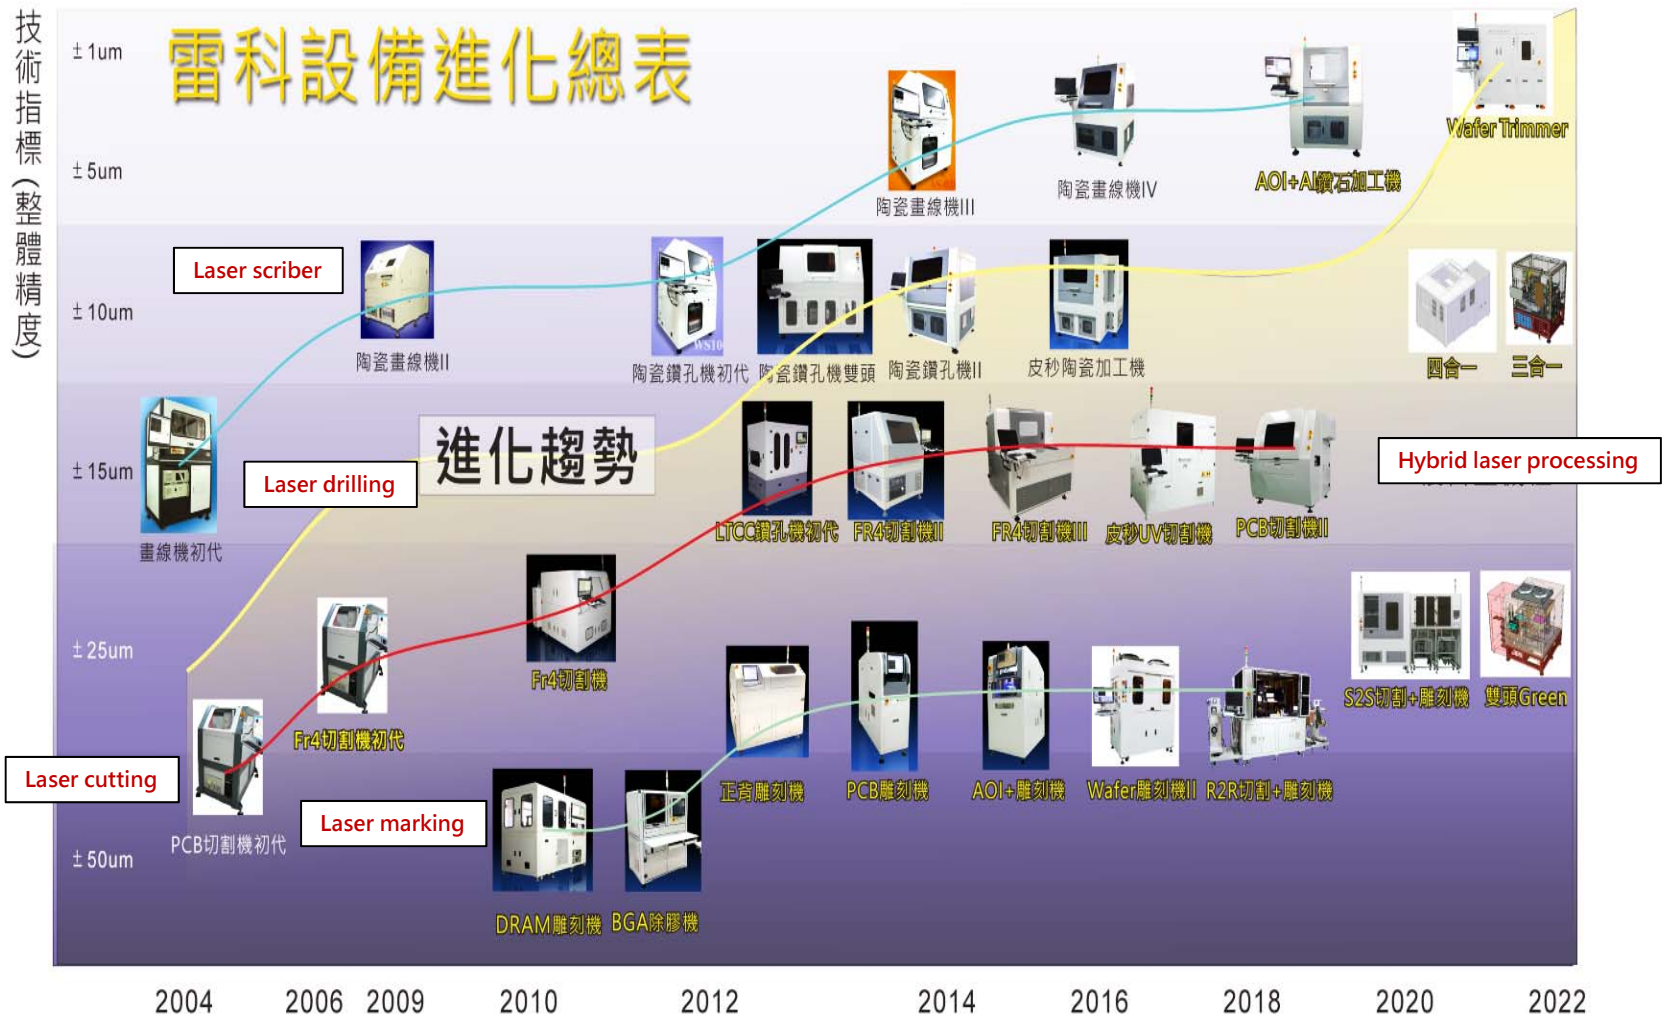 技術指標(整體精度)
雷科設備進化總表
±1um
±5um
±10um
±15um
±25um
±50um
Wafer Trimmer
AOI+AI鑽石加工機
陶瓷畫線機IV
陶瓷畫線機III
Laser scriber
陶瓷畫線機II
WS10
陶瓷鑽孔機初代
陶瓷鑽孔機雙頭
陶瓷鑽孔機II
皮秒陶瓷加工機
四合一
三合一
進化趨勢
Laser drilling
Hybrid laser processing
畫線機初代
LTCC鑽孔機初代
FR4切割機II
FR4切割機III
皮秒UV切割機
PCB切割機II
Fr4切割機初代
Fr4切割機
S2S切割+雕刻機
雙頭Green
Laser cutting
PCB切割機初代
Laser marking
正背雕刻機
PCB雕刻機
AOI+雕刻機
Wafer雕刻機II
R2R切割+雕刻機
DRAM雕刻機
BGA除膠機
2004
2006
2009
2010
2012
2014
2016
2018
2020
2022